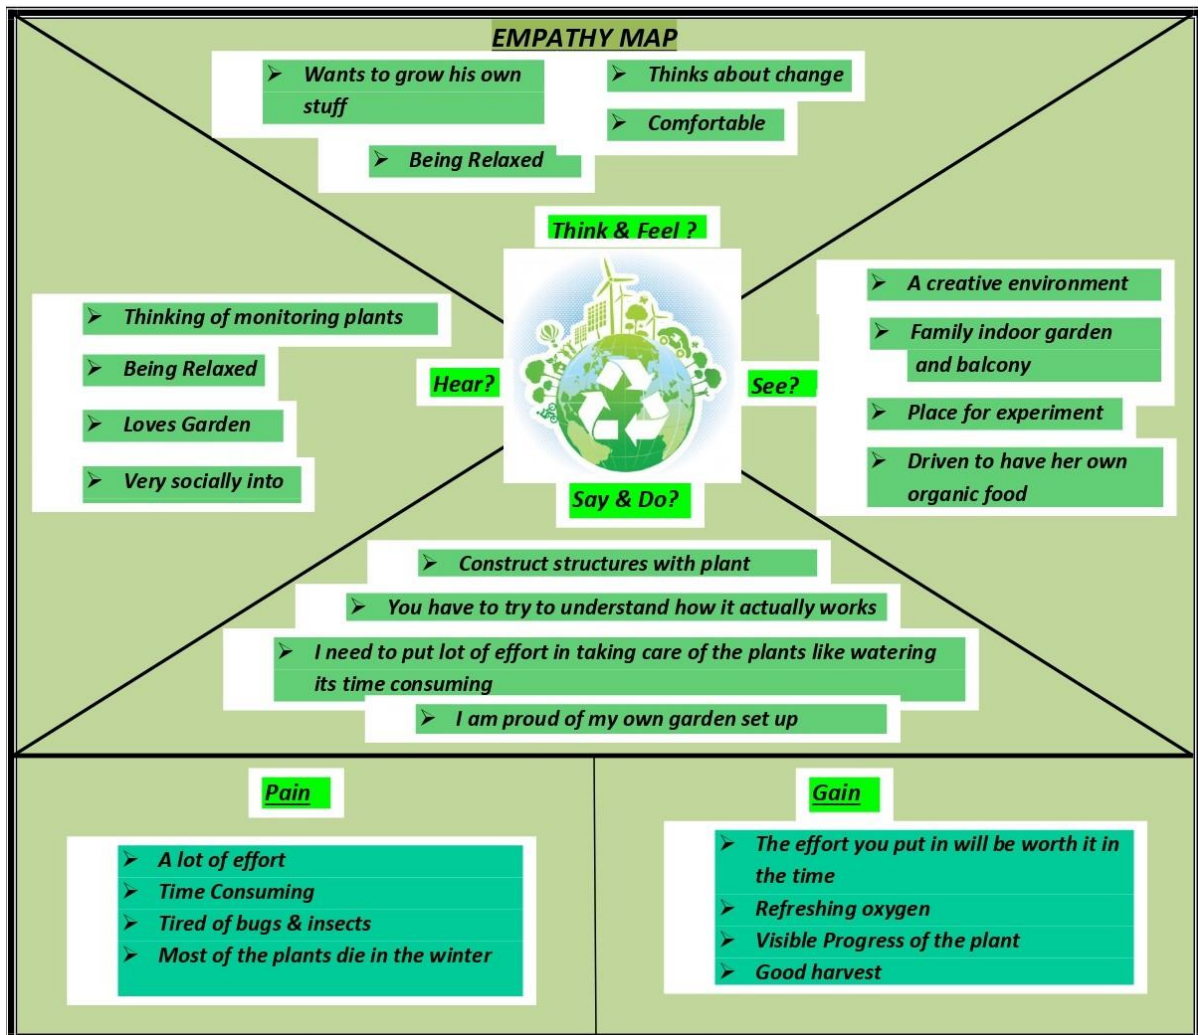 EMPATHY MAP
➢ Wants to grow his own
stuff
➢ Thinks about change
➢ Comfortable
➢ Being Relaxed
Think & Feel ?
➢ Thinking of monitoring plants
➢ Being Relaxed
➢ Loves Garden
➢ Very socially into
Hear?
See?
➢ A creative environment
➢ Family indoor garden
and balcony
➢ Place for experiment
➢ Driven to have her own
organic food
Say & Do?
➢ Construct structures with plant
➢ You have to try to understand how it actually works
➢ I need to put lot of effort in taking care of the plants like watering
its time consuming
➢ I am proud of my own garden set up
Pain
➢ A lot of effort
➢ Time Consuming
➢ Tired of bugs & insects
➢ Most of the plants die in the winter
Gain
➢ The effort you put in will be worth it in
the time
➢ Refreshing oxygen
➢ Visible Progress of the plant
➢ Good harvest